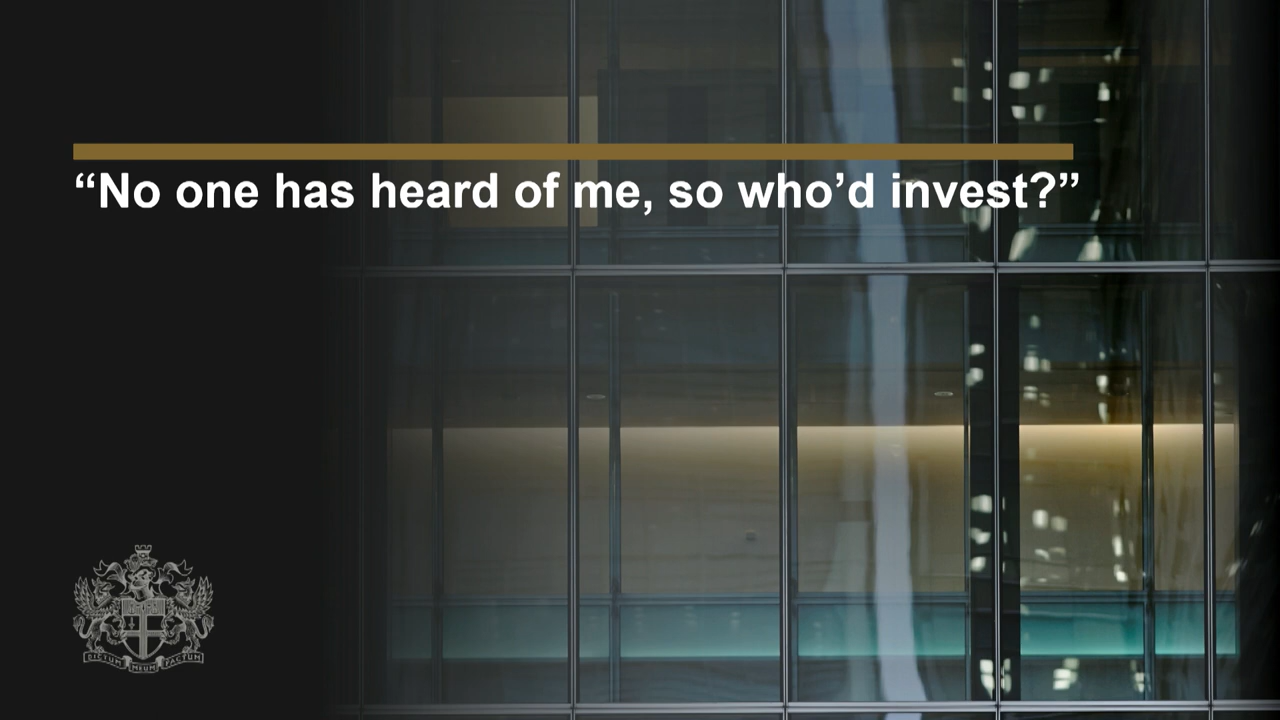 “No one has heard of me, so who’d invest?”
DICTUM MEUM PACTUM